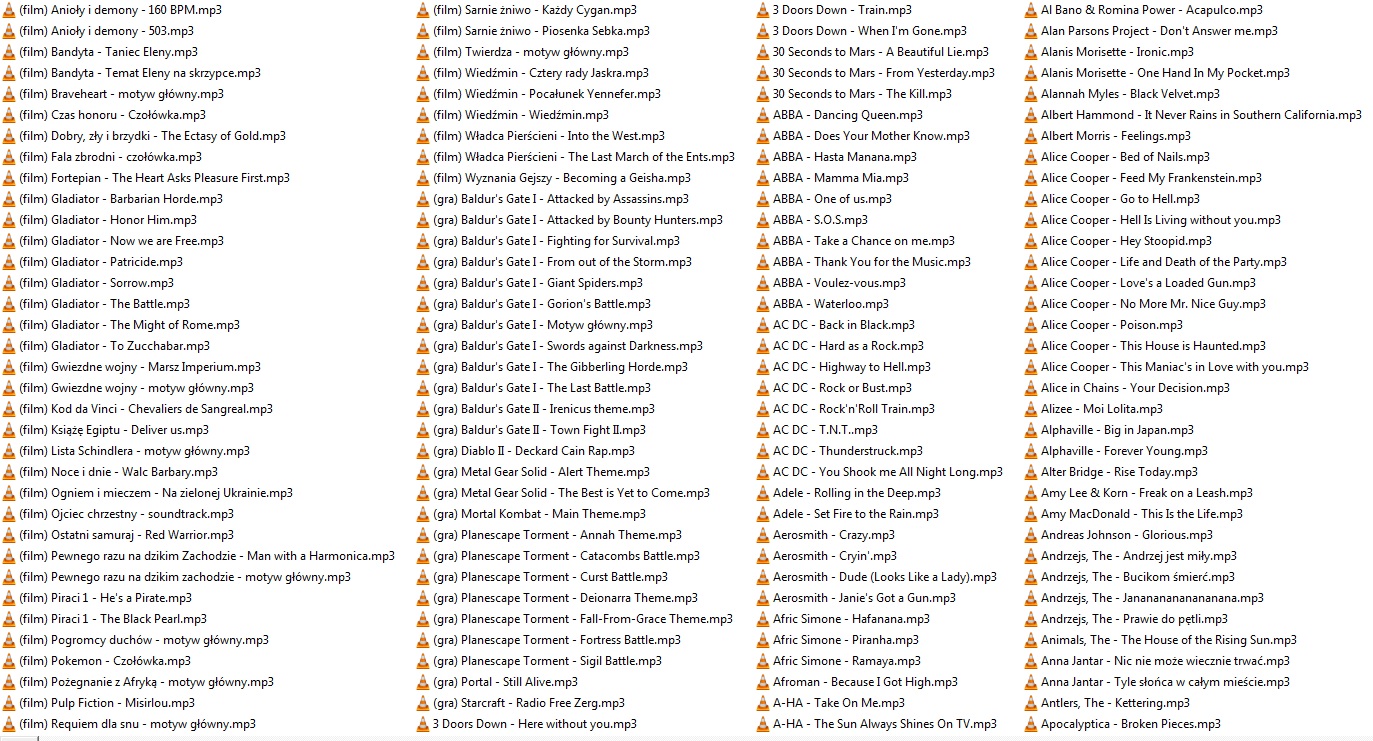 (film) Anioły i demony - 160 BPM.mp3
(film) Anioły i demony - 503.mp3
(film) Bandyta - Taniec Eleny.mp3
(film) Bandyta - Temat Eleny na skrzypce.mp3
(film) Braveheart - motyw główny.mp3
(film) Czas honoru - Czołówka.mp3
(film) Dobry, zły i brzydki - The Ectasy of Gold.mp3
(film) Fala zbrodni - czołówka.mp3
(film) Fortepian - The Heart Asks Pleasure First.mp3
(film) Gladiator - Barbarian Horde.mp3
(film) Gladiator - Honor Him.mp3
(film) Gladiator - Now we are Free.mp3
(film) Gladiator - Patricide.mp3
(film) Gladiator - Sorrow.mp3
(film) Gladiator - The Battle.mp3
(film) Gladiator - The Might of Rome.mp3
(film) Gladiator - To Zucchabar.mp3
(film) Gwiezdne wojny - Marsz Imperium.mp3
(film) Gwiezdne wojny - motyw główny.mp3
(film) Kod da Vinci - Chevaliers de Sangreal.mp3
(film) Książę Egiptu - Deliver us.mp3
(film) Lista Schindlera - motyw główny.mp3
(film) Noce i dnie - Walc Barbary.mp3
(film) Ogniem i mieczem - Na zielonej Ukrainie.mp3
(film) Ojciec chrzestny - soundtrack.mp3
(film) Ostatni samuraj - Red Warrior.mp3
(film) Pewnego razu na dzikim Zachodzie - Man with a Harmonica.mp3
(film) Pewnego razu na dzikim zachodzie - motyw główny.mp3
(film) Piraci 1 - He's a Pirate.mp3
(film) Piraci 1 - The Black Pearl.mp3
(film) Pogromcy duchów - motyw główny.mp3
(film) Pokemon - Czołówka.mp3
(film) Pożegnanie z Afryką - motyw główny.mp3
(film) Pulp Fiction - Misirlou.mp3
(film) Requiem dla snu - motyw główny.mp3
(film) Sarnie żniwo - Każdy Cygan.mp3
(film) Sarnie żniwo - Piosenka Sebka.mp3
(film) Twierdza - motyw główny.mp3
(film) Wiedźmin - Cztery rady Jaskra.mp3
(film) Wiedźmin - Pocałunek Yennefer.mp3
(film) Wiedźmin - Wiedźmin.mp3
(film) Władca Pierścieni - Into the West.mp3
(film) Władca Pierścieni - The Last March of the Ents.mp3
(film) Wyznania Gejszy - Becoming a Geisha.mp3
(gra) Baldur's Gate I - Attacked by Assassins.mp3
(gra) Baldur's Gate I - Attacked by Bounty Hunters.mp3
(gra) Baldur's Gate I - Fighting for Survival.mp3
(gra) Baldur's Gate I - From out of the Storm.mp3
(gra) Baldur's Gate I - Giant Spiders.mp3
(gra) Baldur's Gate I - Gorion's Battle.mp3
(gra) Baldur's Gate I - Motyw główny.mp3
(gra) Baldur's Gate I - Swords against Darkness.mp3
(gra) Baldur's Gate I - The Gibberling Horde.mp3
(gra) Baldur's Gate I - The Last Battle.mp3
(gra) Baldur's Gate II - Irenicus theme.mp3
(gra) Baldur's Gate II - Town Fight II.mp3
(gra) Diablo II - Deckard Cain Rap.mp3
(gra) Metal Gear Solid - Alert Theme.mp3
(gra) Metal Gear Solid - The Best is Yet to Come.mp3
(gra) Mortal Kombat - Main Theme.mp3
(gra) Planescape Torment - Annah Theme.mp3
(gra) Planescape Torment - Catacombs Battle.mp3
(gra) Planescape Torment - Curst Battle.mp3
(gra) Planescape Torment - Deionarra Theme.mp3
(gra) Planescape Torment - Fall-From-Grace Theme.mp3
(gra) Planescape Torment - Fortress Battle.mp3
(gra) Planescape Torment - Sigil Battle.mp3
(gra) Portal - Still Alive.mp3
(gra) Starcraft - Radio Free Zerg.mp3
3 Doors Down - Here without you.mp3
3 Doors Down - Train.mp3
3 Doors Down - When I'm Gone.mp3
30 Seconds to Mars - A Beautiful Lie.mp3
30 Seconds to Mars - From Yesterday.mp3
30 Seconds to Mars - The Kill.mp3
ABBA - Dancing Queen.mp3
ABBA - Does Your Mother Know.mp3
ABBA - Hasta Manana.mp3
ABBA - Mamma Mia.mp3
ABBA - One of us.mp3
ABBA - S.O.S.mp3
ABBA - Take a Chance on me.mp3
ABBA - Thank You for the Music.mp3
ABBA - Voulez-vous.mp3
ABBA - Waterloo.mp3
AC DC - Back in Black.mp3
AC DC - Hard as a Rock.mp3
AC DC - Highway to Hell.mp3
AC DC - Rock or Bust.mp3
AC DC - Rock'n'Roll Train.mp3
AC DC - T.N.T..mp3
AC DC - Thunderstruck.mp3
AC DC - You Shook me All Night Long.mp3
Adele - Rolling in the Deep.mp3
Adele - Set Fire to the Rain.mp3
Aerosmith - Crazy.mp3
Aerosmith - Cryin'.mp3
Aerosmith - Dude (Looks Like a Lady).mp3
Aerosmith - Janie's Got a Gun.mp3
Afric Simone - Hafanana.mp3
Afric Simone - Piranha.mp3
Afric Simone - Ramaya.mp3
Afroman - Because I Got High.mp3
A-HA - Take On Me.mp3
A-HA - The Sun Always Shines On TV.mp3
Al Bano & Romina Power - Acapulco.mp3
Alan Parsons Project - Don't Answer me.mp3
Alanis Morisette - Ironic.mp3
Alanis Morisette - One Hand In My Pocket.mp3
Alannah Myles - Black Velvet.mp3
Albert Hammond - It Never Rains in Southern California.mp3
Albert Morris - Feelings.mp3
Alice Cooper - Bed of Nails.mp3
Alice Cooper - Feed My Frankenstein.mp3
Alice Cooper - Go to Hell.mp3
Alice Cooper - Hell Is Living without you.mp3
Alice Cooper - Hey Stoopid.mp3
Alice Cooper - Life and Death of the Party.mp3
Alice Cooper - Love's a Loaded Gun.mp3
Alice Cooper - No More Mr. Nice Guy.mp3
Alice Cooper - Poison.mp3
Alice Cooper - This House is Haunted.mp3
Alice Cooper - This Maniac's in Love with you.mp3
Alice in Chains - Your Decision.mp3
Alizee - Moi Lolita.mp3
Alphaville - Big in Japan.mp3
Alphaville - Forever Young.mp3
Alter Bridge - Rise Today.mp3
Amy Lee & Korn - Freak on a Leash.mp3
Amy MacDonald - This Is the Life.mp3
Andreas Johnson - Glorious.mp3
Andrzejs, The - Andrzej jest miły.mp3
Andrzejs, The - Bucikom śmierć.mp3
Andrzejs, The - Janananananananana.mp3
Andrzejs, The - Prawie do pętli.mp3
Animals, The - The House of the Rising Sun.mp3
Anna Jantar - Nic nie może wiecznie trwać.mp3
Anna Jantar - Tyle słońca w całym mieście.mp3
Antlers, The - Kettering.mp3
Apocalyptica - Broken Pieces.mp3